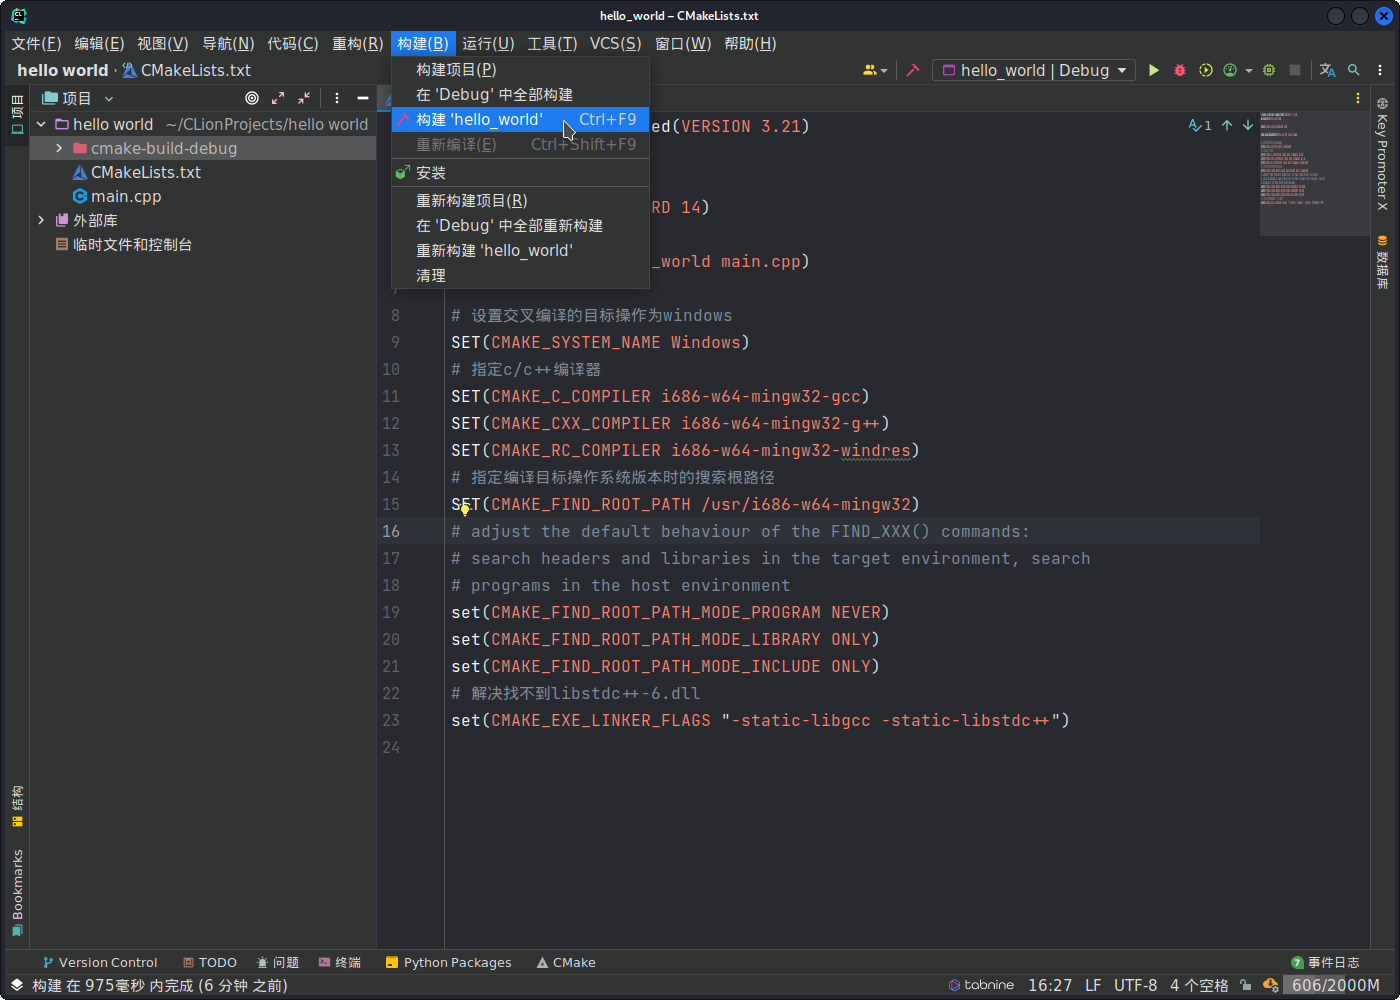 hello_world – CMakeLists.txt
文件(F) 编辑(E) 视图(V) 导航(N) 代码(C) 重构(R) 构建(B) 运行(U) 工具(T) VCS(S) 窗口(W) 帮助(H)
hello world CMakeLists.txt
hello_world | Debug
项目
构建项目(P)
在 'Debug' 中全部构建
构建 'hello_world' Ctrl+F9
重新编译(E) Ctrl+Shift+F9
安装
重新构建项目(R)
在 'Debug' 中全部重新构建
重新构建 'hello_world'
清理
项目
hello world ~/CLionProjects/hello world
cmake-build-debug
CMakeLists.txt
main.cpp
外部库
临时文件和控制台
ed(VERSION 3.21)
1
RD 14)
_world main.cpp)
7
8 # 设置交叉编译的目标操作为windows
9 SET(CMAKE_SYSTEM_NAME Windows)
10 # 指定c/c++编译器
11 SET(CMAKE_C_COMPILER i686-w64-mingw32-gcc)
12 SET(CMAKE_CXX_COMPILER i686-w64-mingw32-g++)
13 SET(CMAKE_RC_COMPILER i686-w64-mingw32-windres)
14 # 指定编译目标操作系统版本时的搜索根路径
15 SET(CMAKE_FIND_ROOT_PATH /usr/i686-w64-mingw32)
16 # adjust the default behaviour of the FIND_XXX() commands:
17 # search headers and libraries in the target environment, search
18 # programs in the host environment
19 set(CMAKE_FIND_ROOT_PATH_MODE_PROGRAM NEVER)
20 set(CMAKE_FIND_ROOT_PATH_MODE_LIBRARY ONLY)
21 set(CMAKE_FIND_ROOT_PATH_MODE_INCLUDE ONLY)
22 # 解决找不到libstdc++-6.dll
23 set(CMAKE_EXE_LINKER_FLAGS "-static-libgcc -static-libstdc++")
24
Key Promoter X
数据库
结构
Bookmarks
Version Control TODO 问题 终端 Python Packages CMake 7 事件日志
构建 在 975毫秒 内完成 (6 分钟 之前) tabnine 16:27 LF UTF-8 4 个空格 606/2000M